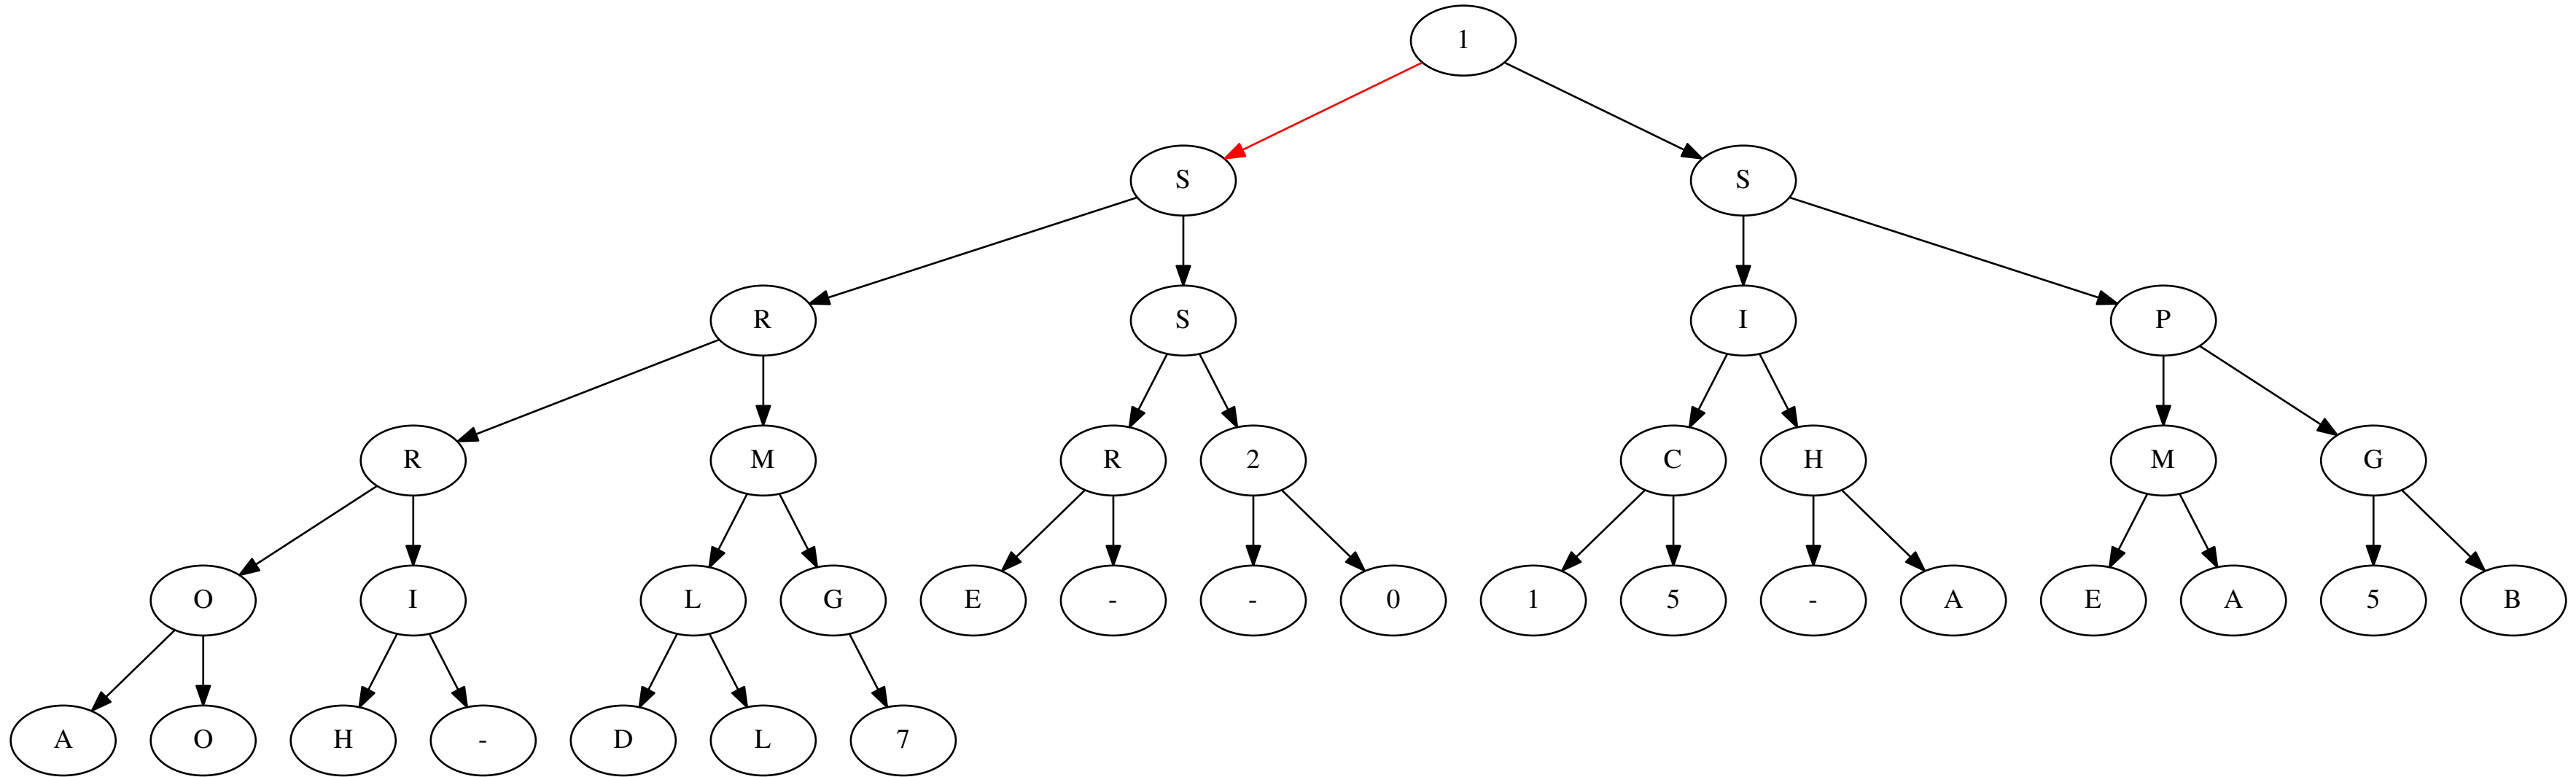 1
S S
R S I P
R M R 2 C H M G
O I L G E - - 0 1 5 - A E A 5 B
A O H - D L 7